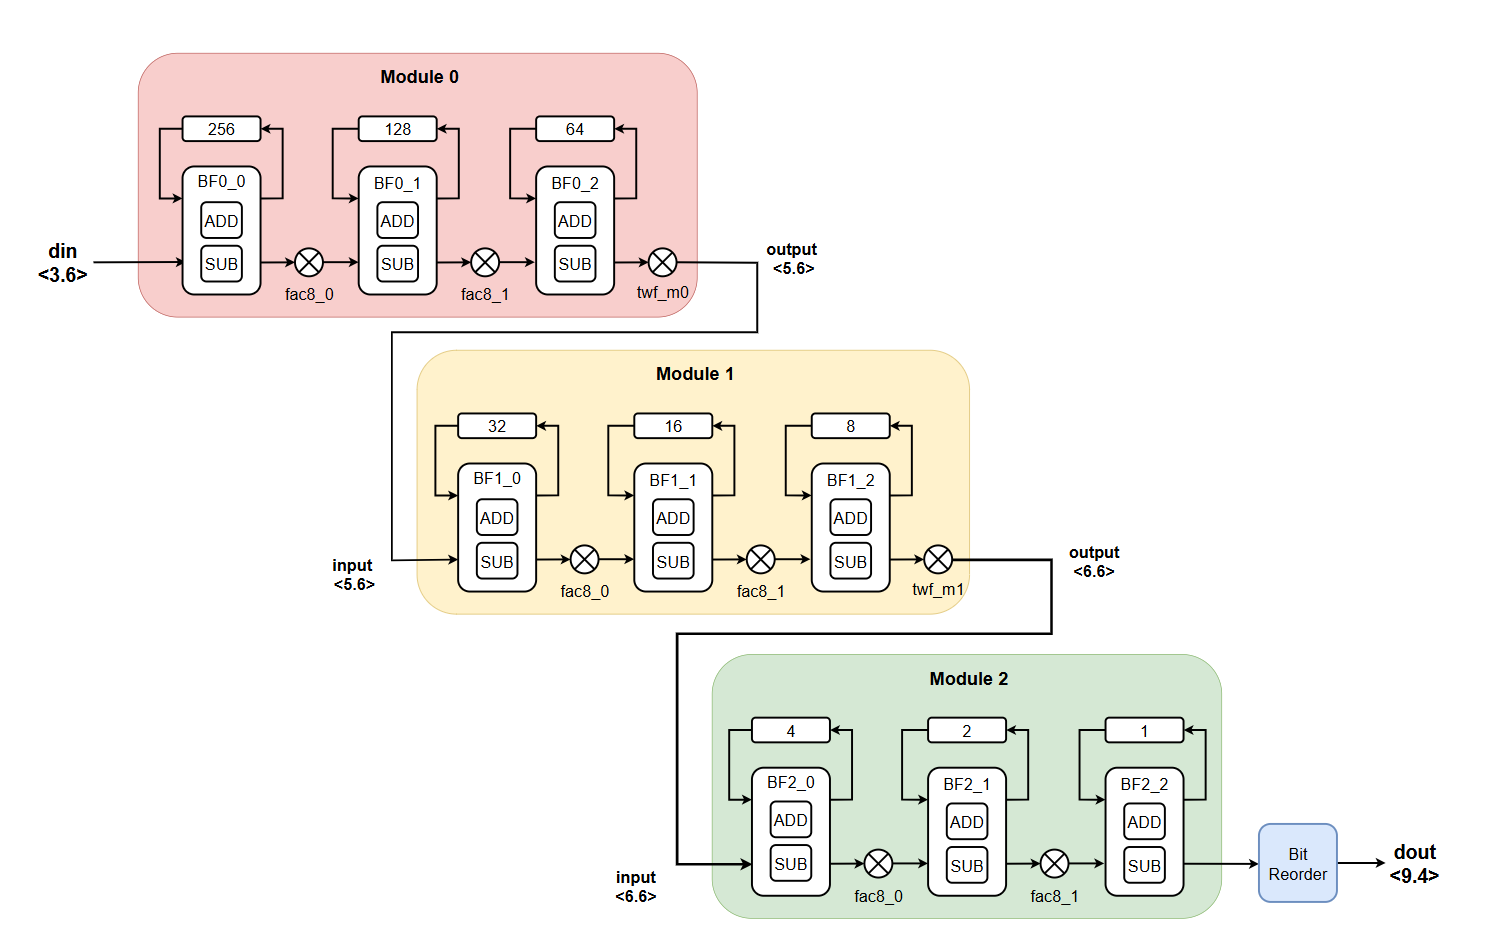 Module 0
256
128
64
BF0_0
BF0_1
BF0_2
ADD
ADD
ADD
din
<3.6>
SUB
SUB
SUB
fac8_0
fac8_1
twf_m0
output
<5.6>
Module 1
32
16
8
BF1_0
BF1_1
BF1_2
ADD
ADD
ADD
input
<5.6>
SUB
SUB
SUB
fac8_0
fac8_1
twf_m1
output
<6.6>
Module 2
4
2
1
BF2_0
BF2_1
BF2_2
ADD
ADD
ADD
input
<6.6>
SUB
SUB
SUB
fac8_0
fac8_1
Bit
Reorder
dout
<9.4>